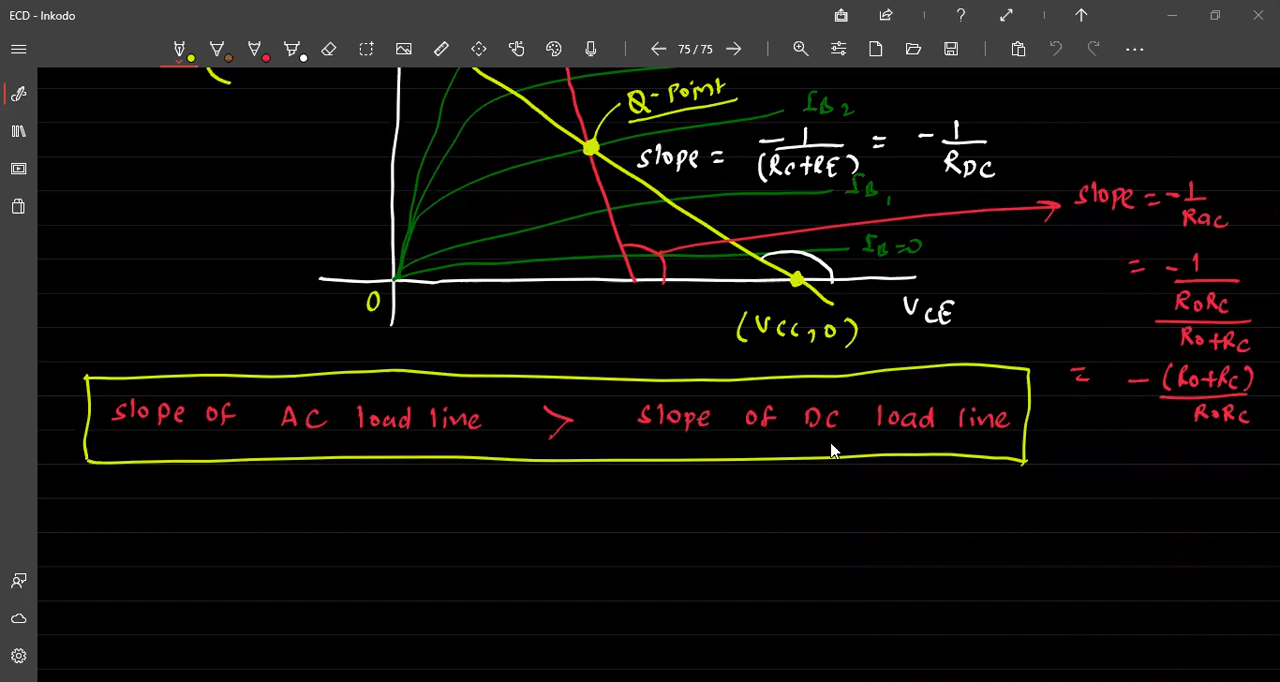 ECD - Inkodo
75/75
Q-Point
IB2
slope = -1/(RC+RE) = -1/RDC
IB1
slope = -1/Rac
IB=0
= -1/(RoRC/(Ro+RC))
0
VCE
(VCC,0)
= -(Ro+RC)/RoRC
slope of AC load line > slope of DC load line